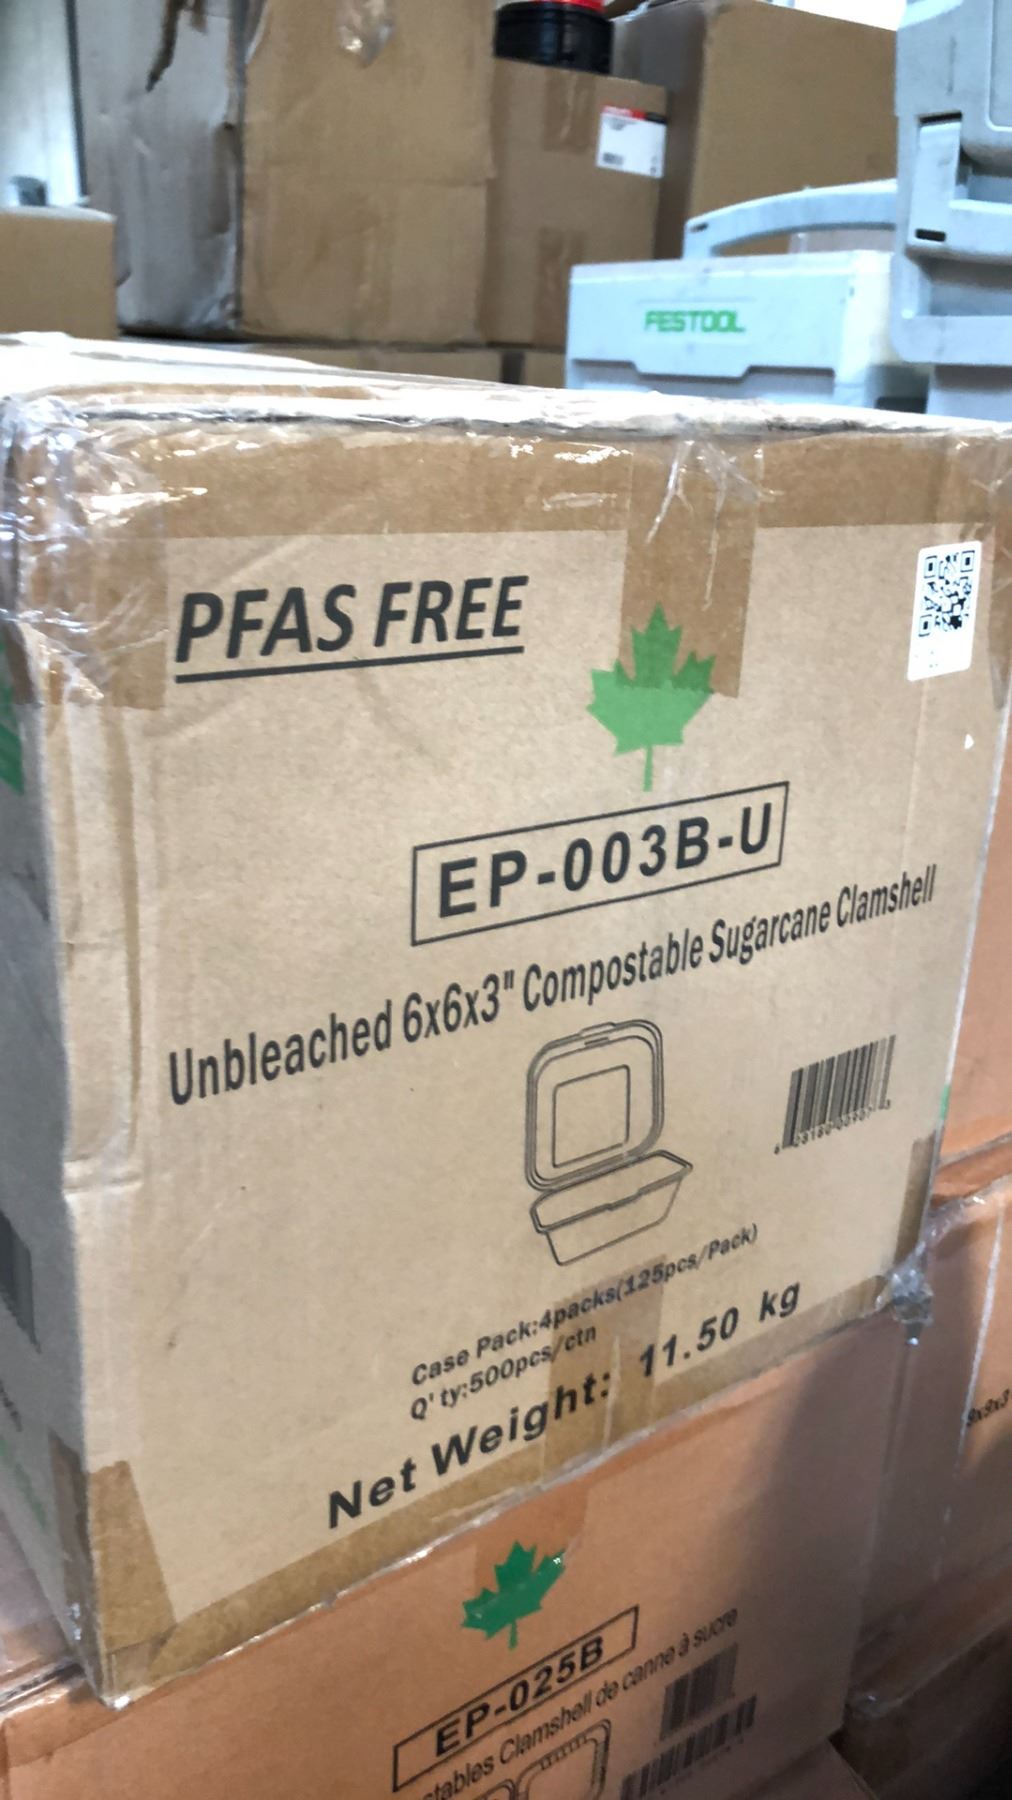 FESTOOL
PFAS FREE
EP-003B-U
Unbleached 6x6x3" Compostable Sugarcane Clamshell
Case Pack:4packs(125pcs/Pack)
Q'ty:500pcs/ctn
Net Weight: 11.50 kg
9x9x3
EP-025B
Clamshell de canne à sucre